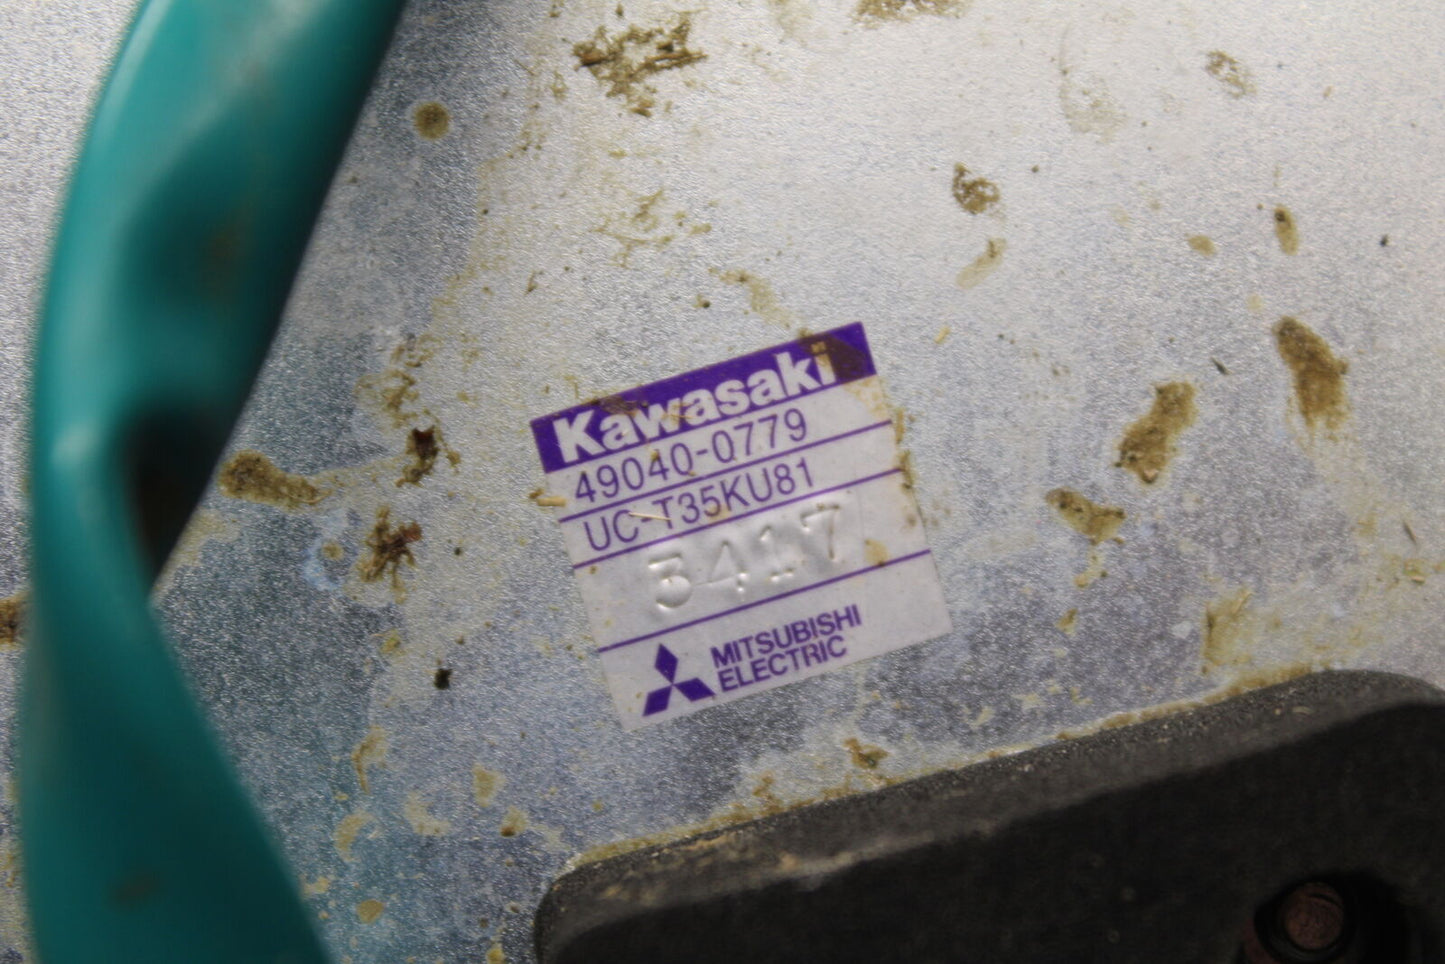 Kawasaki
49040-0779
UC-T35KU81
3417
MITSUBISHI
ELECTRIC